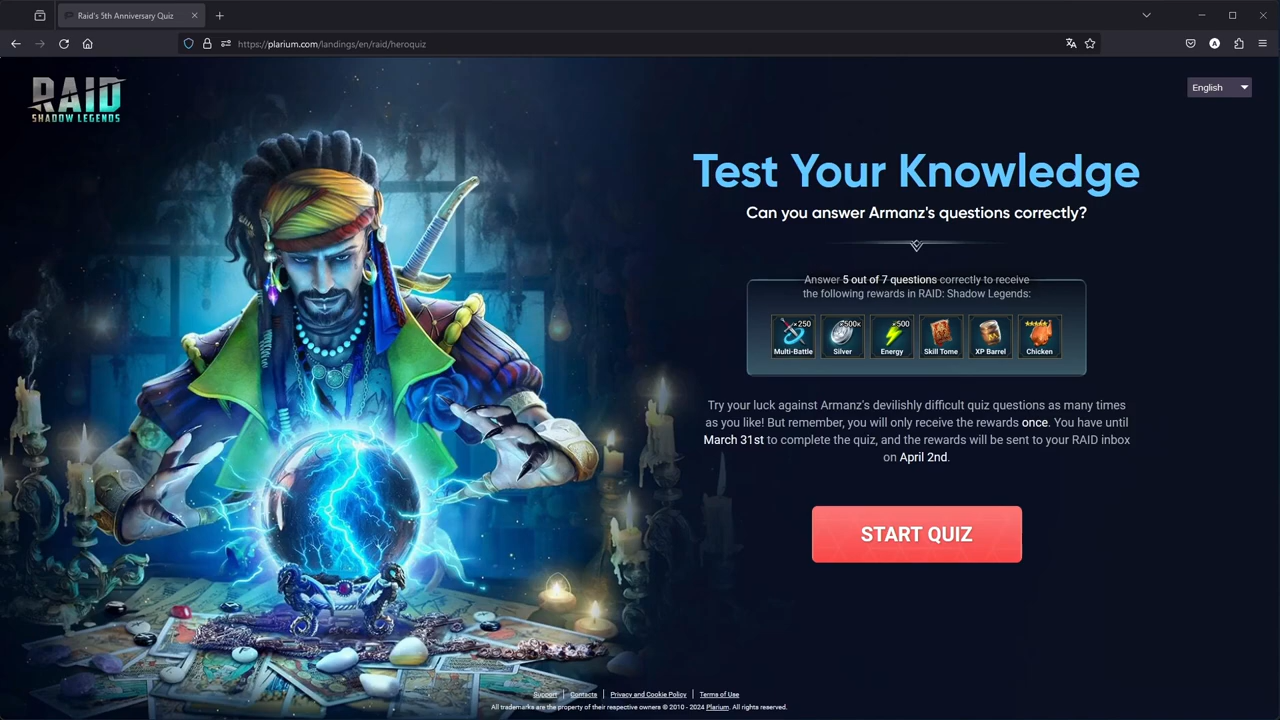 Raid's 5th Anniversary Quiz
https://plarium.com/landings/en/raid/heroquiz
A
RAID
SHADOW LEGENDS
English
Test Your Knowledge
Can you answer Armanz's questions correctly?
Answer 5 out of 7 questions correctly to receive
the following rewards in RAID: Shadow Legends:
×250
Multi-Battle
×500к
Silver
×500
Energy
Skill Tome
XP Barrel
Chicken
Try your luck against Armanz's devilishly difficult quiz questions as many times
as you like! But remember, you will only receive the rewards once. You have until
March 31st to complete the quiz, and the rewards will be sent to your RAID inbox
on April 2nd.
START QUIZ
Support | Contacts | Privacy and Cookie Policy | Terms of Use
All trademarks are the property of their respective owners © 2010 - 2024 Plarium. All rights reserved.